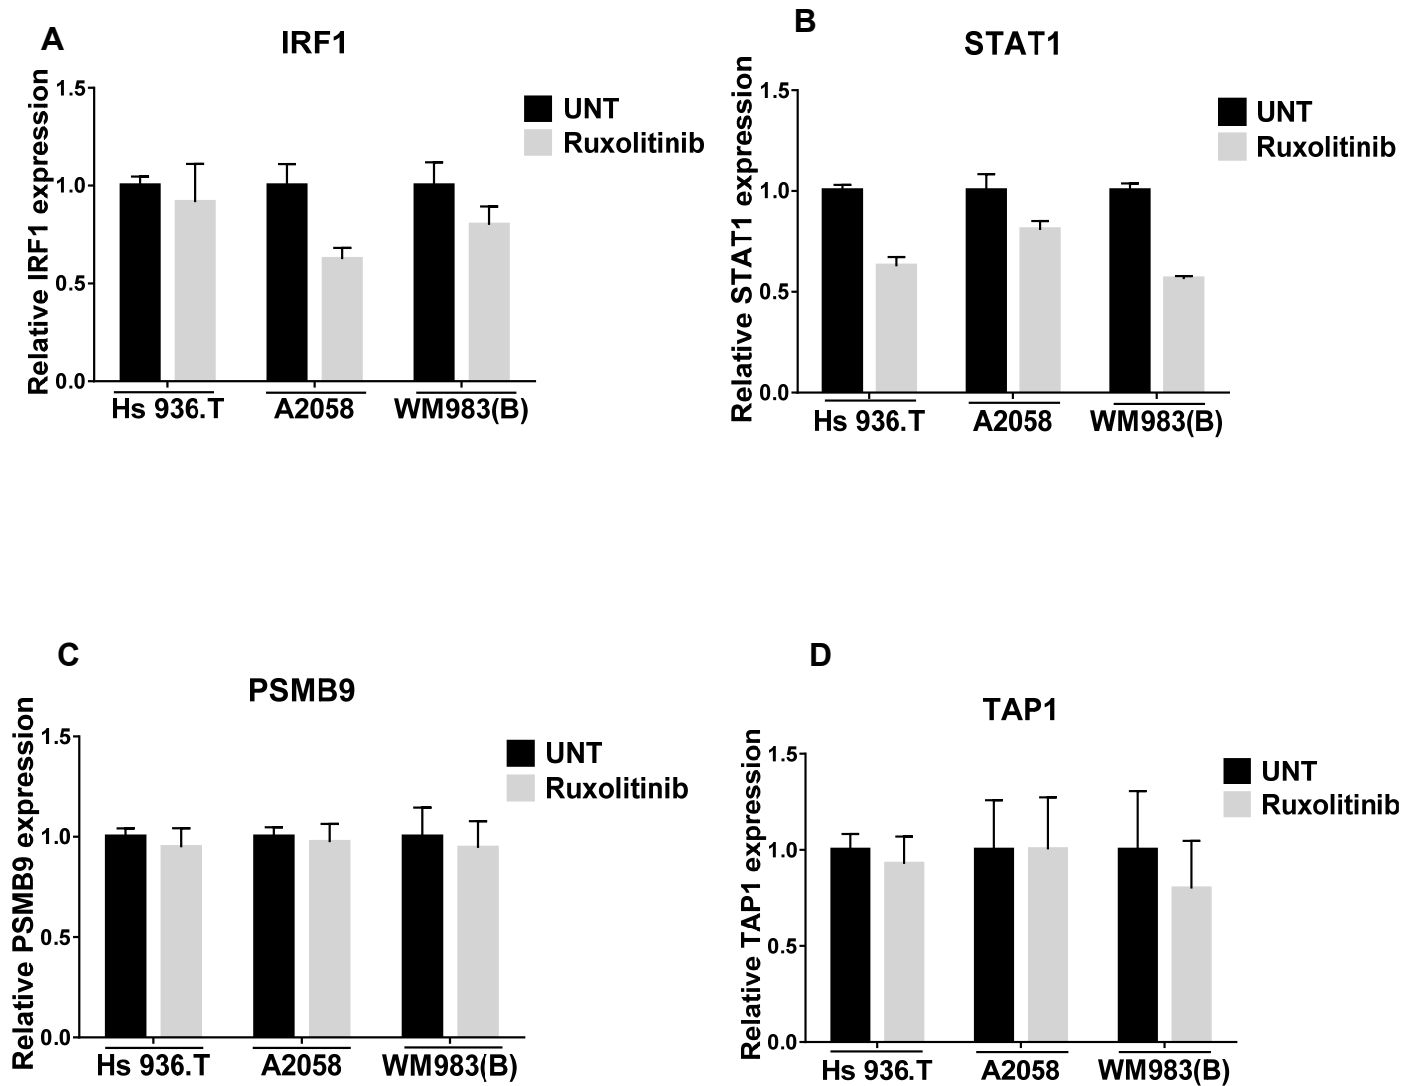 A
IRF1
Relative IRF1 expression
1.5
1.0
0.5
0.0
UNT
Ruxolitinib
Hs 936.T
A2058
WM983(B)
B
STAT1
Relative STAT1 expression
1.5
1.0
0.5
0.0
UNT
Ruxolitinib
Hs 936.T
A2058
WM983(B)
C
PSMB9
Relative PSMB9 expression
1.5
1.0
0.5
0.0
UNT
Ruxolitinib
Hs 936.T
A2058
WM983(B)
D
TAP1
Relative TAP1 expression
1.5
1.0
0.5
0.0
UNT
Ruxolitinib
Hs 936.T
A2058
WM983(B)